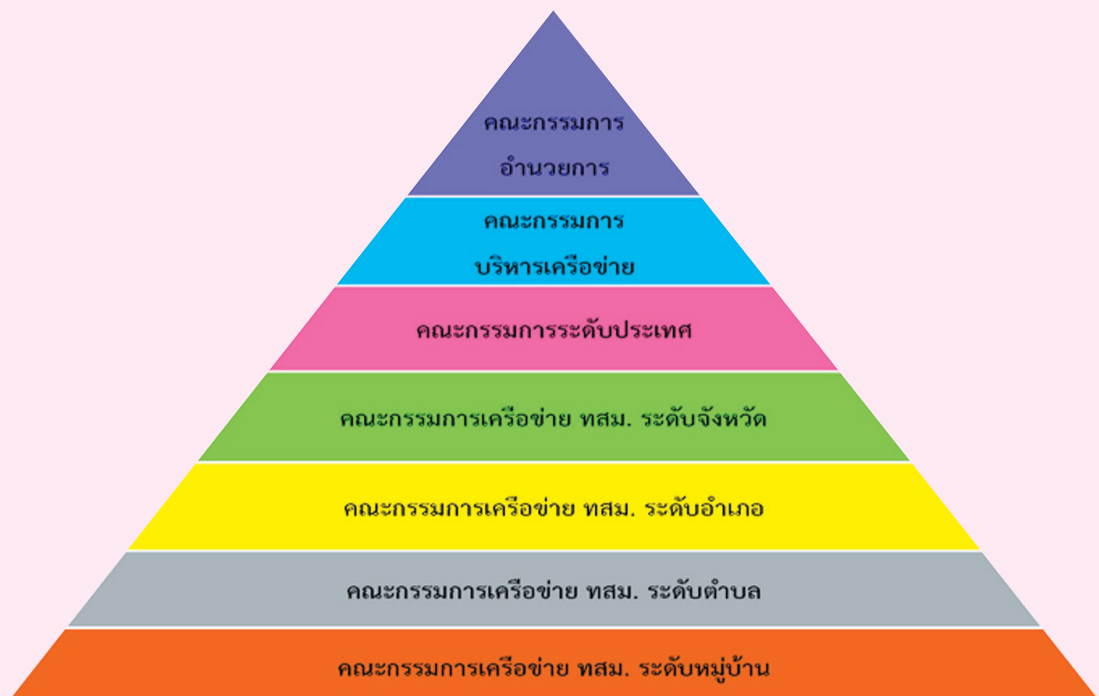 คณะกรรมการ
อำนวยการ
คณะกรรมการ
บริหารเครือข่าย
คณะกรรมการระดับประเทศ
คณะกรรมการเครือข่าย ทสม. ระดับจังหวัด
คณะกรรมการเครือข่าย ทสม. ระดับอำเภอ
คณะกรรมการเครือข่าย ทสม. ระดับตำบล
คณะกรรมการเครือข่าย ทสม. ระดับหมู่บ้าน